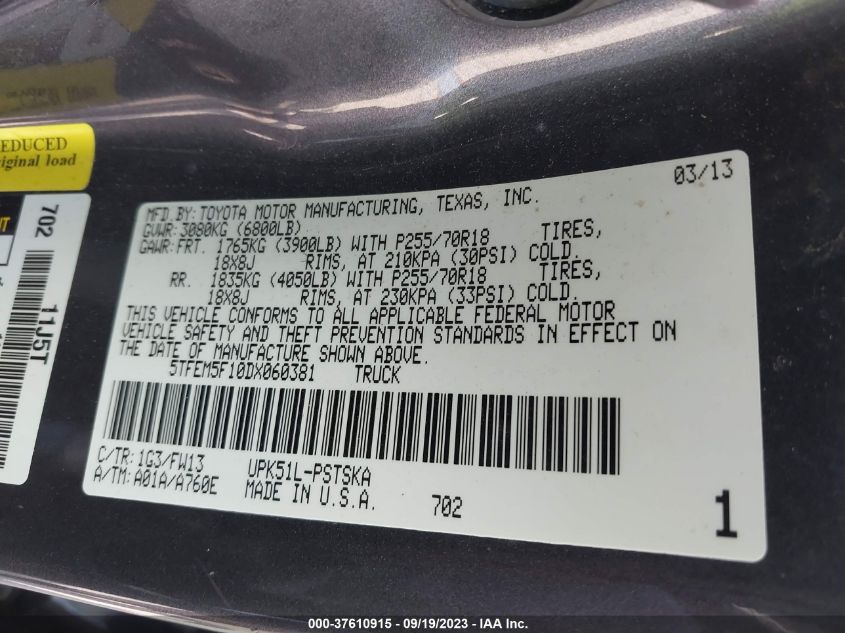 EDUCED
iginal load
702
11J5T
03/13
MFD.BY:TOYOTA MOTOR MANUFACTURING, TEXAS, INC.
GVWR:3080KG (6800LB)
GAWR:FRT. 1765KG (3900LB) WITH P255/70R18 TIRES,
18X8J RIMS, AT 210KPA (30PSI) COLD.
RR. 1835KG (4050LB) WITH P255/70R18 TIRES,
18X8J RIMS, AT 230KPA (33PSI) COLD.
THIS VEHICLE CONFORMS TO ALL APPLICABLE FEDERAL MOTOR
VEHICLE SAFETY AND THEFT PREVENTION STANDARDS IN EFFECT ON
THE DATE OF MANUFACTURE SHOWN ABOVE.
5TFEM5F10DX060381 TRUCK
C/TR:1G3/FW13 UPK51L-PSTSKA
A/TM:A01A/A760E MADE IN U.S.A. 702
1
000-37610915 - 09/19/2023 - IAA Inc.